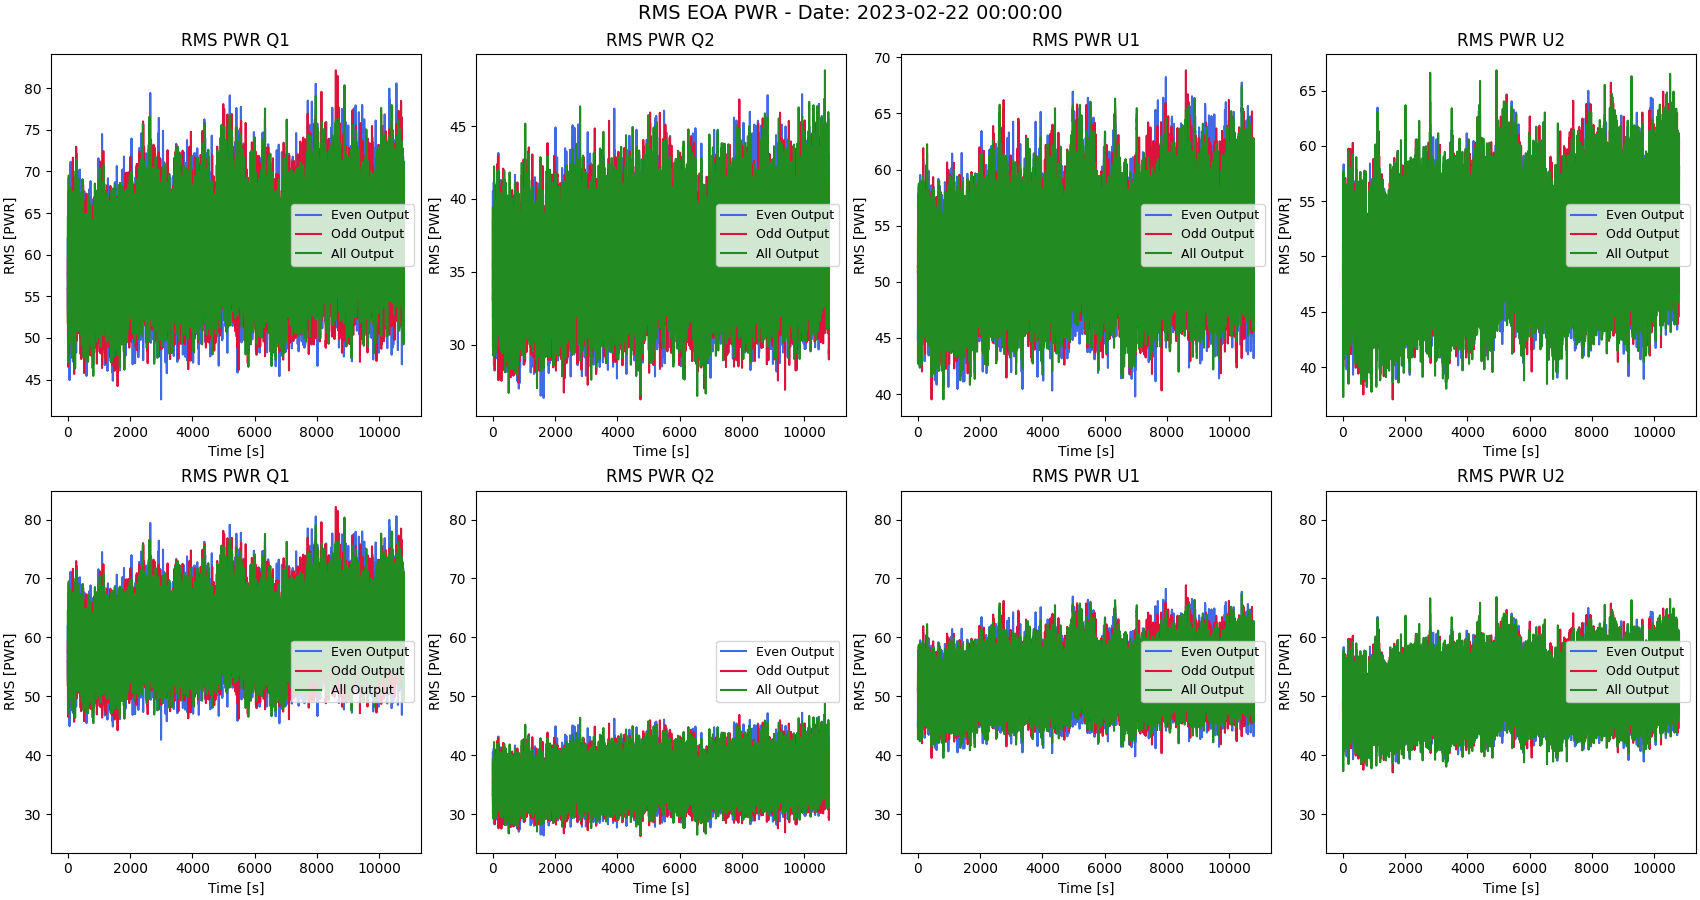 RMS EOA PWR - Date: 2023-02-22 00:00:00
RMS PWR Q1
RMS [PWR]
80
75
70
65
60
55
50
45
0 2000 4000 6000 8000 10000
Time [s]
Even Output
Odd Output
All Output
RMS PWR Q2
RMS [PWR]
45
40
35
30
0 2000 4000 6000 8000 10000
Time [s]
Even Output
Odd Output
All Output
RMS PWR U1
RMS [PWR]
70
65
60
55
50
45
40
0 2000 4000 6000 8000 10000
Time [s]
Even Output
Odd Output
All Output
RMS PWR U2
RMS [PWR]
65
60
55
50
45
40
0 2000 4000 6000 8000 10000
Time [s]
Even Output
Odd Output
All Output
RMS PWR Q1
RMS [PWR]
80
70
60
50
40
30
0 2000 4000 6000 8000 10000
Time [s]
Even Output
Odd Output
All Output
RMS PWR Q2
RMS [PWR]
80
70
60
50
40
30
0 2000 4000 6000 8000 10000
Time [s]
Even Output
Odd Output
All Output
RMS PWR U1
RMS [PWR]
80
70
60
50
40
30
0 2000 4000 6000 8000 10000
Time [s]
Even Output
Odd Output
All Output
RMS PWR U2
RMS [PWR]
80
70
60
50
40
30
0 2000 4000 6000 8000 10000
Time [s]
Even Output
Odd Output
All Output